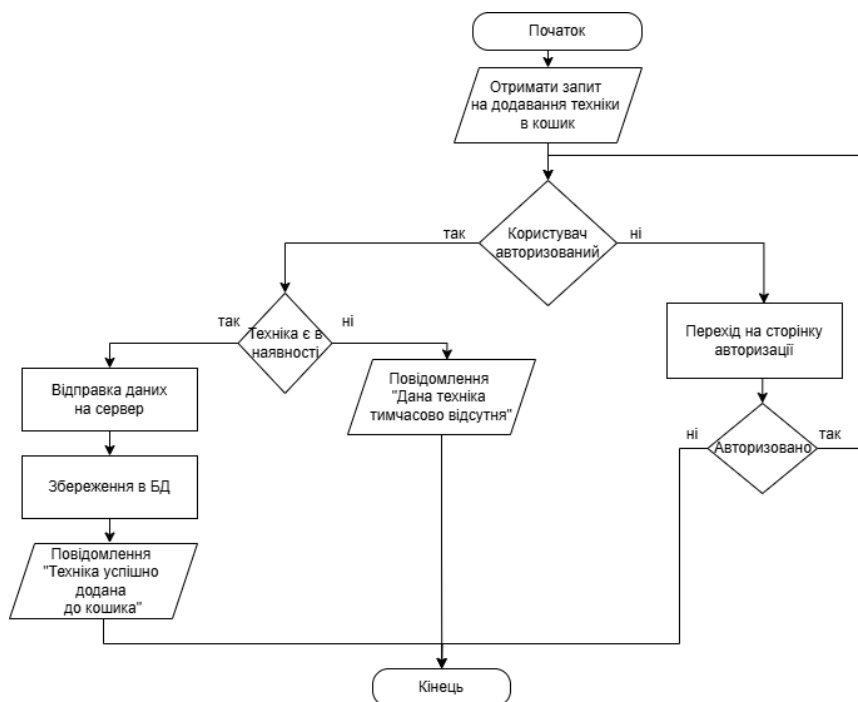 Початок
Отримати запит
на додавання техніки
в кошик
Користувач
авторизований
так
ні
Техніка є в
наявності
так
ні
Перехід на сторінку
авторизації
Відправка даних
на сервер
Повідомлення
"Дана техніка
тимчасово відсутня"
Авторизовано
ні
так
Збереження в БД
Повідомлення
"Техніка успішно
додана
до кошика"
Кінець